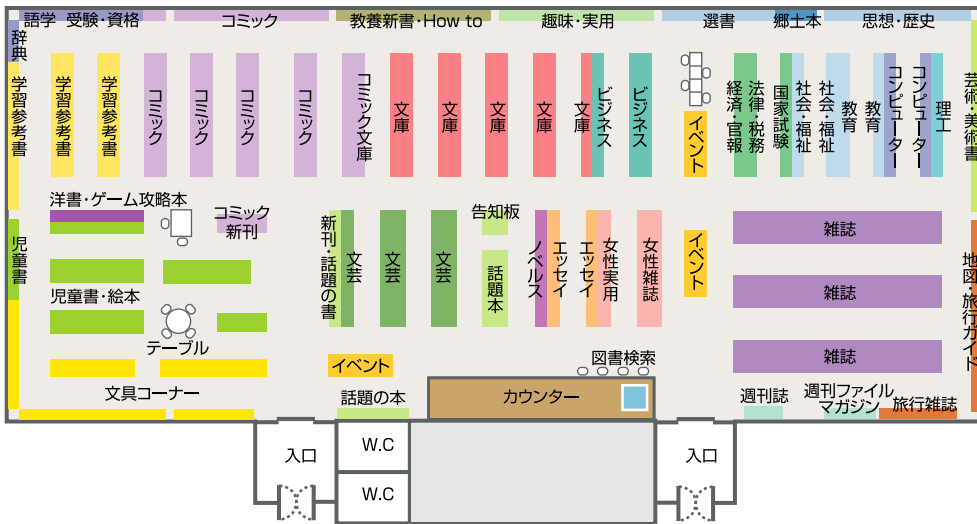 語学
受験・資格
コミック
教養新書・How to
趣味・実用
選書
郷土本
思想・歴史
辞典
学習参考書
学習参考書
学習参考書
コミック
コミック
コミック
コミック
コミック文庫
文庫
文庫
文庫
文庫
文庫
ビジネス
ビジネス
イベント
経済・官報
法律・税務
国家試験
社会・福祉
社会・福祉
教育
教育
コンピューター
コンピューター
理工
芸術・美術書
洋書・ゲーム攻略本
コミック
新刊
児童書
新刊・話題の書
文芸
文芸
文芸
告知板
話題本
ノベルス
エッセイ
エッセイ
女性実用
女性雑誌
イベント
雑誌
雑誌
雑誌
地図・旅行ガイド
児童書・絵本
テーブル
文具コーナー
イベント
話題の本
カウンター
図書検索
週刊誌
週刊ファイル
マガジン
旅行雑誌
入口
W.C
W.C
入口